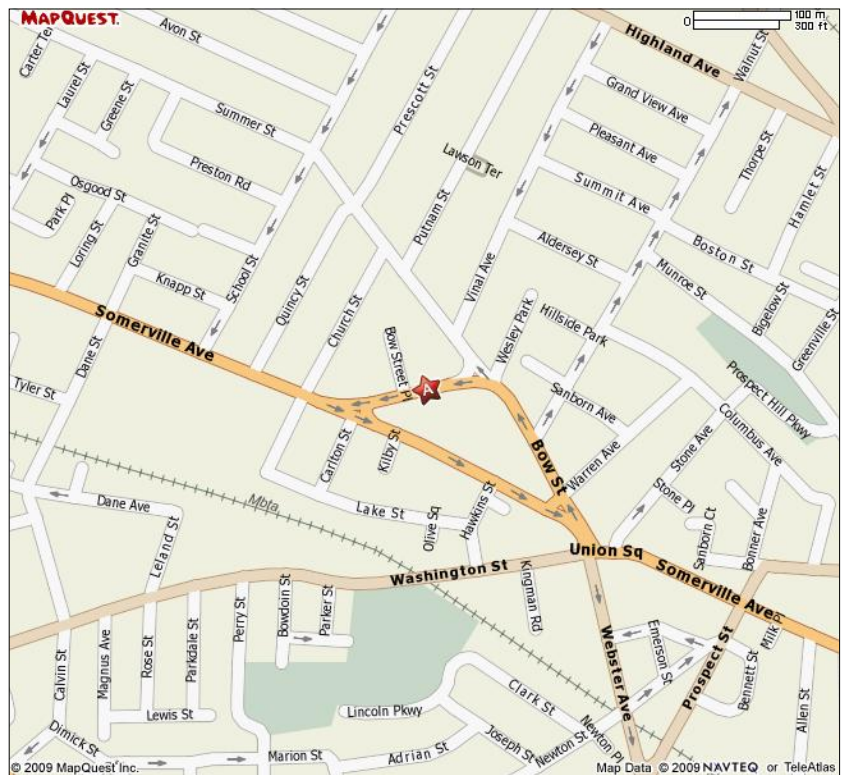 MAPQUEST.
0 100 m
300 ft
Carter Ter
Avon St
Highland Ave
Walnut St
Laurel St
Greene St
Prescott St
Summer St
Grand View Ave
Pleasant Ave
Thorpe St
Lawson Ter
Preston Rd
Osgood St
Summit Ave
Hamlet St
Park Pl
Loring St
Granite St
Putnam St
Aldersey St
Boston St
Knapp St
School St
Quincy St
Church St
Vinal Ave
Munroe St
Bigelow St
Greenville St
Somerville Ave
Dane St
Bow Street Pl
Wesley Park
Hillside Park
Prospect Hill Pkwy
A
Tyler St
Sanborn Ave
Columbus Ave
Carlton St
Kilby St
Bow St
Warren Ave
Stone Ave
Mbta
Dane Ave
Lake St
Olive Sq
Hawkins St
Stone Pl
Sanborn Ct
Bonner Ave
Leland St
Union Sq
Washington St
Somerville Ave
Kingman Rd
Bowdoin St
Parker St
Perry St
Milk Pl
Calvin St
Magnus Ave
Rose St
Parkdale St
Webster Ave
Emerson St
Prospect St
Bennett St
Lewis St
Lincoln Pkwy
Clark St
Newton Pl
Allen St
Dimick St
Marion St
Adrian St
Joseph St
Newton St
© 2009 MapQuest Inc.
Map Data © 2009 NAVTEQ or TeleAtlas